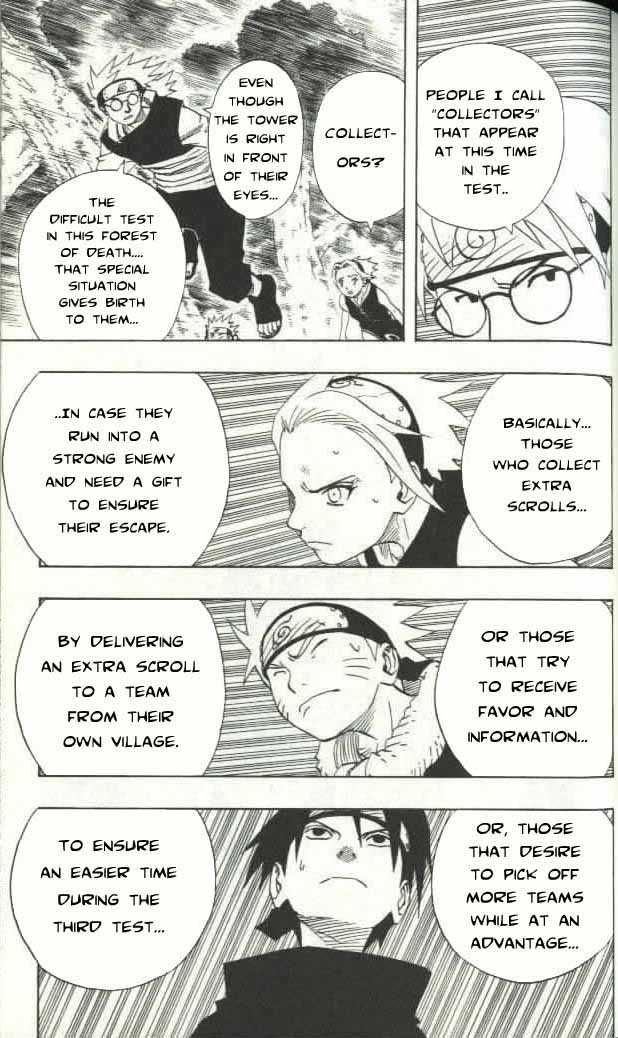 PEOPLE I CALL
"COLLECTORS"
THAT APPEAR
AT THIS TIME
IN THE
TEST..
COLLECT-
ORS?
EVEN
THOUGH
THE TOWER
IS RIGHT
IN FRONT
OF THEIR
EYES...
THE
DIFFICULT TEST
IN THIS FOREST
OF DEATH....
THAT SPECIAL
SITUATION
GIVES BIRTH
TO THEM...
BASICALLY...
THOSE
WHO COLLECT
EXTRA
SCROLLS...
..IN CASE THEY
RUN INTO A
STRONG ENEMY
AND NEED A GIFT
TO ENSURE
THEIR ESCAPE.
OR THOSE
THAT TRY
TO RECEIVE
FAVOR AND
INFORMATION...
BY DELIVERING
AN EXTRA SCROLL
TO A TEAM
FROM THEIR
OWN VILLAGE.
OR, THOSE
THAT DESIRE
TO PICK OFF
MORE TEAMS
WHILE AT AN
ADVANTAGE...
TO ENSURE
AN EASIER TIME
DURING THE
THIRD TEST...